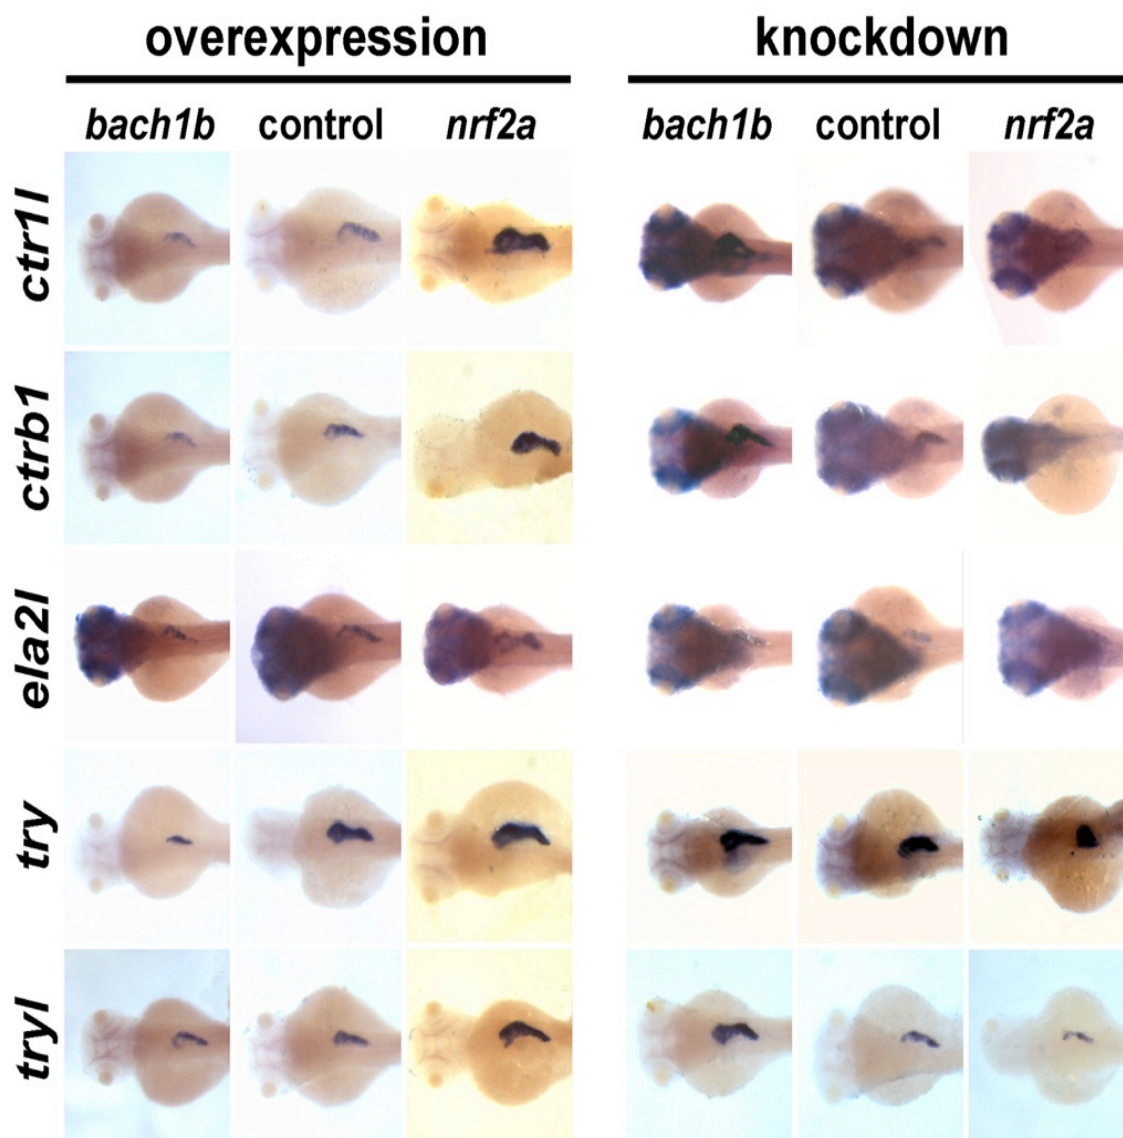 overexpression knockdown
bach1b control nrf2a bach1b control nrf2a
ctr1l
ctrb1
ela2l
try
tryl